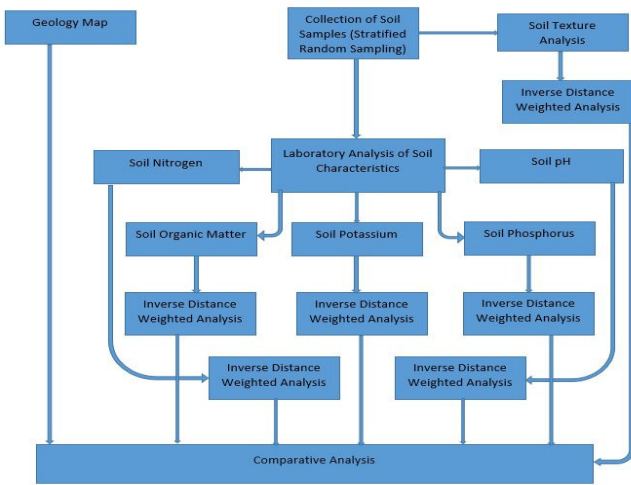 Geology Map
Collection of Soil
Samples (Stratified
Random Sampling)
Soil Texture
Analysis
Inverse Distance
Weighted Analysis
Soil Nitrogen
Laboratory Analysis of Soil
Characteristics
Soil pH
Soil Organic Matter
Soil Potassium
Soil Phosphorus
Inverse Distance
Weighted Analysis
Inverse Distance
Weighted Analysis
Inverse Distance
Weighted Analysis
Inverse Distance
Weighted Analysis
Inverse Distance
Weighted Analysis
Comparative Analysis